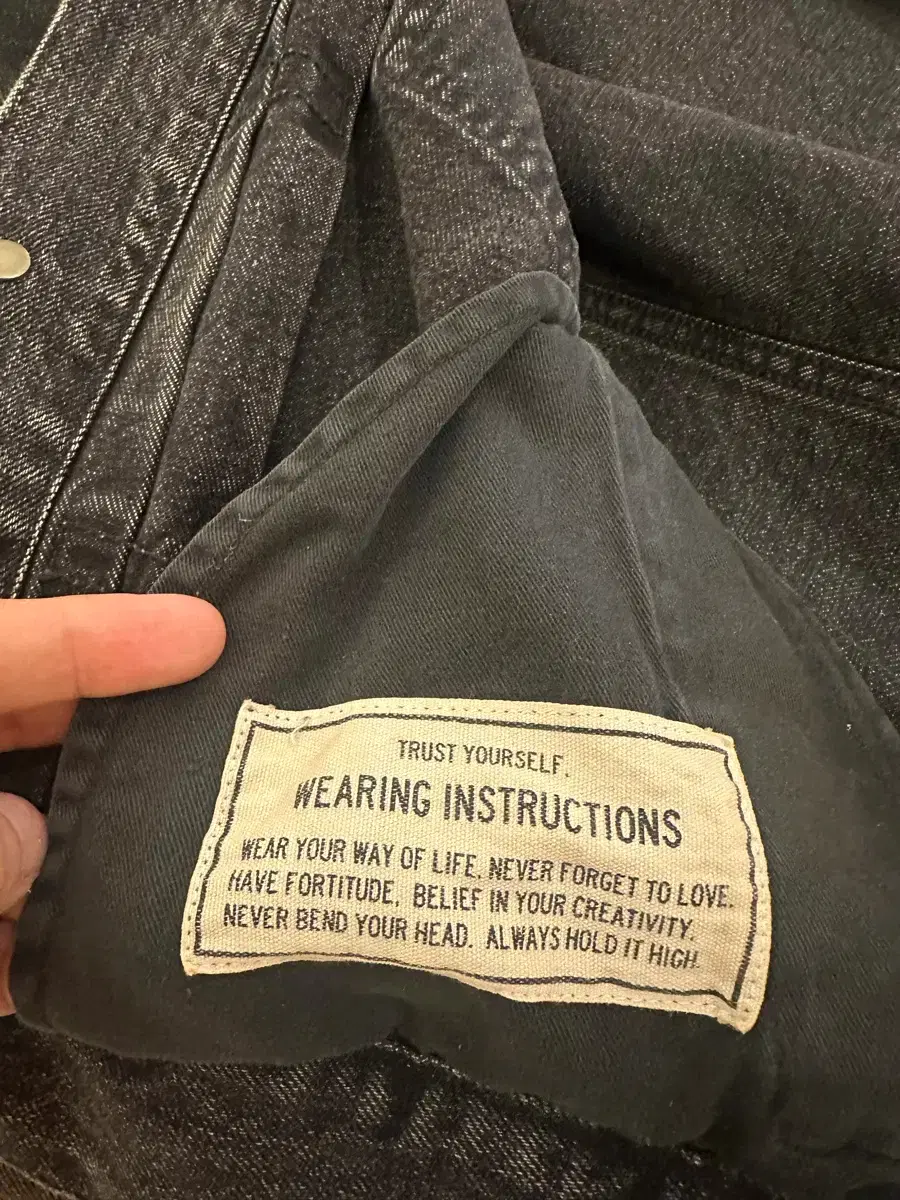 TRUST YOURSELF.
WEARING INSTRUCTIONS
WEAR YOUR WAY OF LIFE. NEVER FORGET TO LOVE.
HAVE FORTITUDE. BELIEF IN YOUR CREATIVITY.
NEVER BEND YOUR HEAD. ALWAYS HOLD IT HIGH.